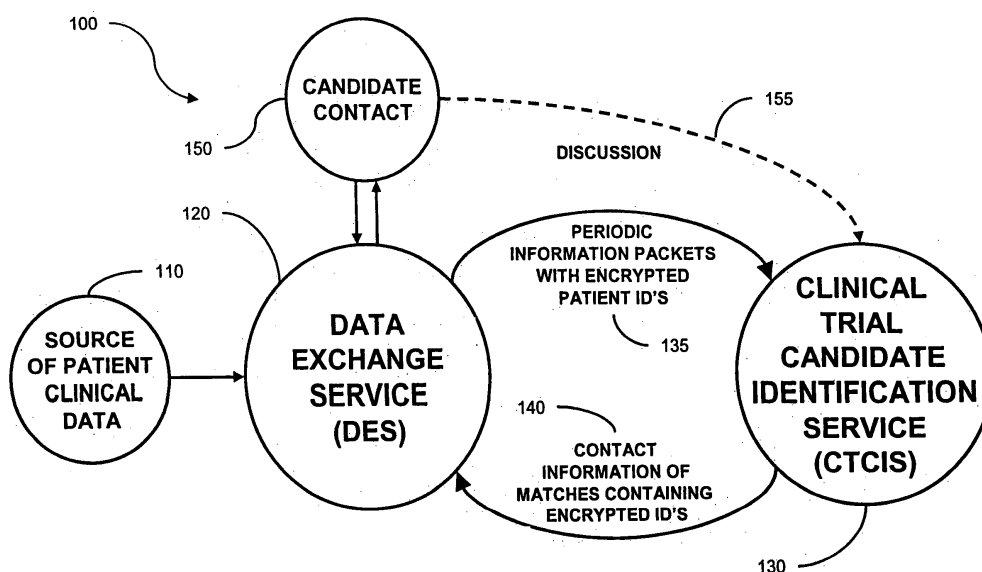 100
CANDIDATE
CONTACT
150
155
DISCUSSION
120
PERIODIC
INFORMATION PACKETS
WITH ENCRYPTED
PATIENT ID'S
135
110
SOURCE
OF PATIENT
CLINICAL
DATA
DATA
EXCHANGE
SERVICE
(DES)
CLINICAL
TRIAL
CANDIDATE
IDENTIFICATION
SERVICE
(CTCIS)
140
CONTACT
INFORMATION OF
MATCHES CONTAINING
ENCRYPTED ID'S
130